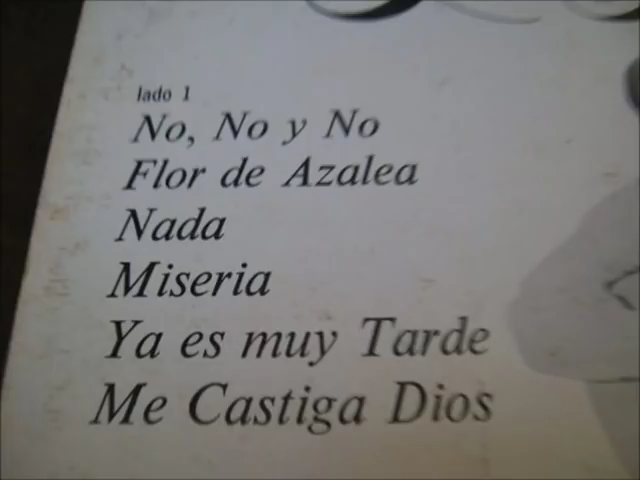 lado 1
No, No y No
Flor de Azalea
Nada
Miseria
Ya es muy Tarde
Me Castiga Dios